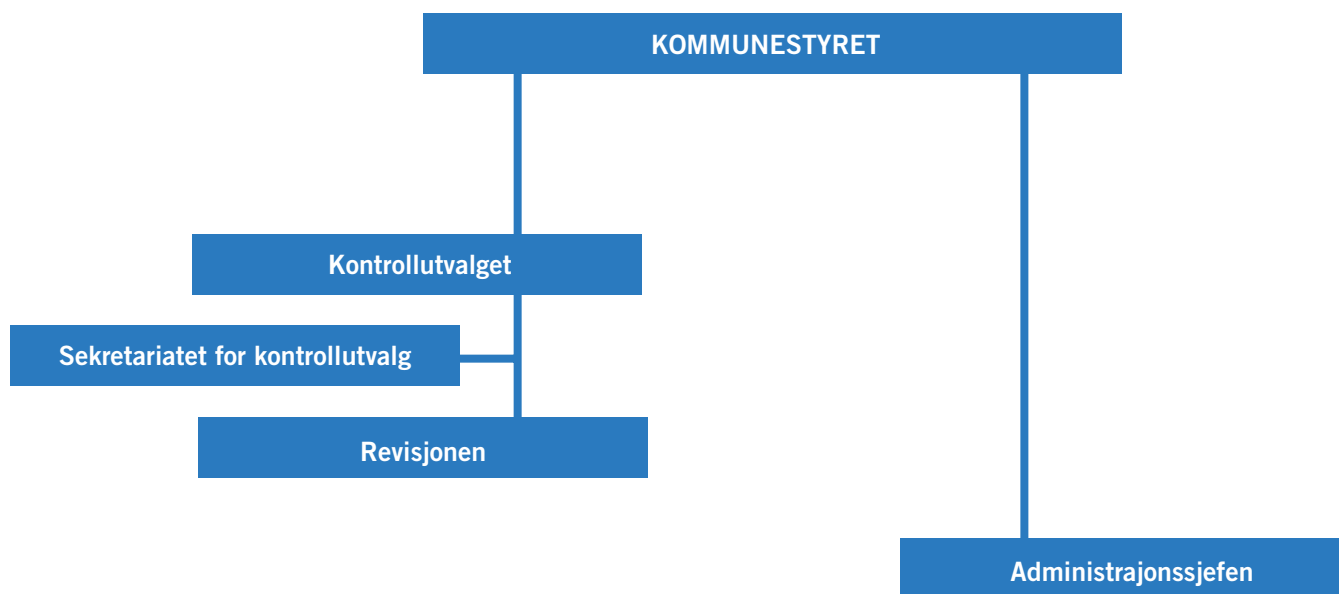 KOMMUNESTYRET
Kontrollutvalget
Sekretariatet for kontrollutvalg
Revisjonen
Administrajonssjefen